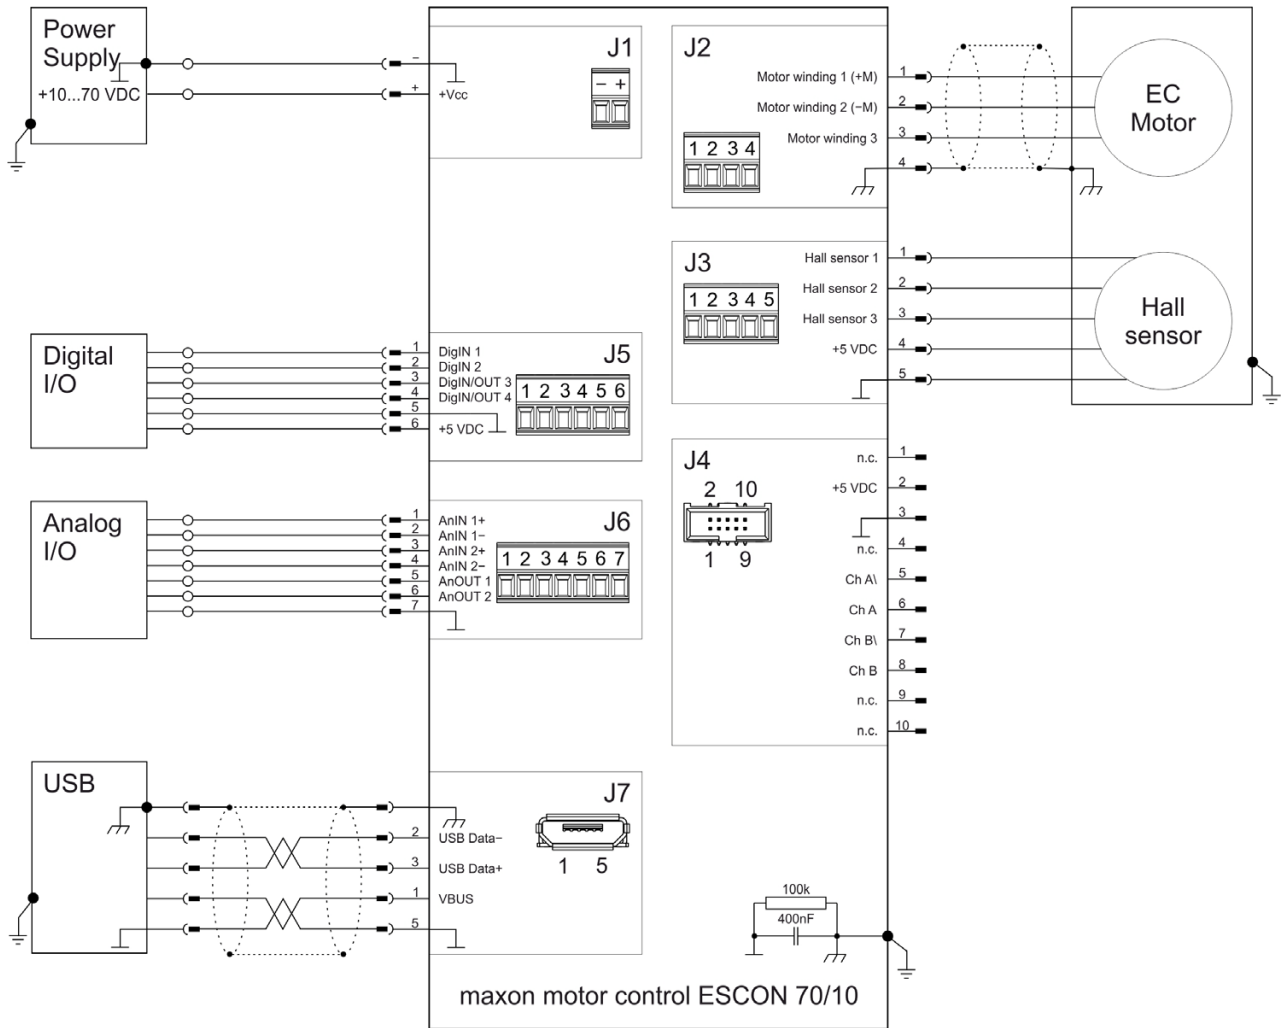 Power
Supply
+10...70 VDC
−
+
+Vcc
J1
− +
J2
Motor winding 1 (+M)
1
Motor winding 2 (−M)
2
Motor winding 3
3
4
1 2 3 4
EC
Motor
J3
Hall sensor 1
1
Hall sensor 2
2
Hall sensor 3
3
+5 VDC
4
5
1 2 3 4 5
Hall
sensor
Digital
I/O
1
DigIN 1
2
DigIN 2
3
DigIN/OUT 3
4
DigIN/OUT 4
5
6
+5 VDC
J5
1 2 3 4 5 6
J4
2 10
1 9
n.c.
1
+5 VDC
2
3
n.c.
4
Ch A\
5
Ch A
6
Ch B\
7
Ch B
8
n.c.
9
n.c.
10
Analog
I/O
1
AnIN 1+
2
AnIN 1−
3
AnIN 2+
4
AnIN 2−
5
AnOUT 1
6
AnOUT 2
7
J6
1 2 3 4 5 6 7
USB
2
USB Data−
3
USB Data+
1
VBUS
5
J7
1 5
100k
400nF
maxon motor control ESCON 70/10